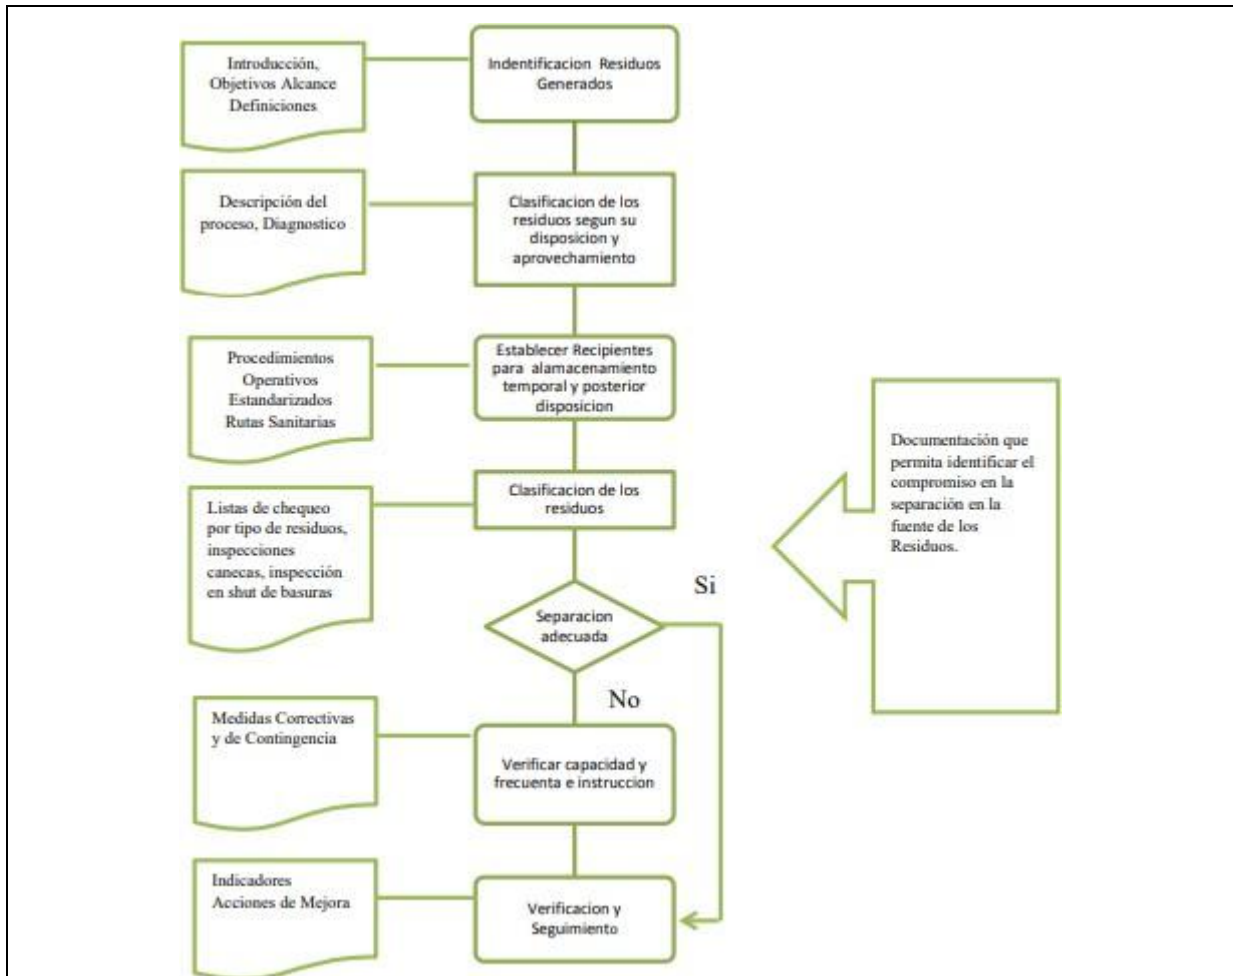 Introducción,
Objetivos Alcance
Definiciones
Indentificacion Residuos
Generados
Descripción del
proceso, Diagnostico
Clasificacion de los
residuos segun su
disposicion y
aprovechamiento
Procedimientos
Operativos
Estandarizados
Rutas Sanitarias
Establecer Recipientes
para alamacenamiento
temporal y posterior
disposicion
Documentación que
permita identificar el
compromiso en la
separación en la
fuente de los
Residuos.
Listas de chequeo
por tipo de residuos,
inspecciones
canecas, inspección
en shut de basuras
Clasificacion de los
residuos
Separacion
adecuada
Si
No
Medidas Correctivas
y de Contingencia
Verificar capacidad y
frecuenta e instruccion
Indicadores
Acciones de Mejora
Verificacion y
Seguimiento